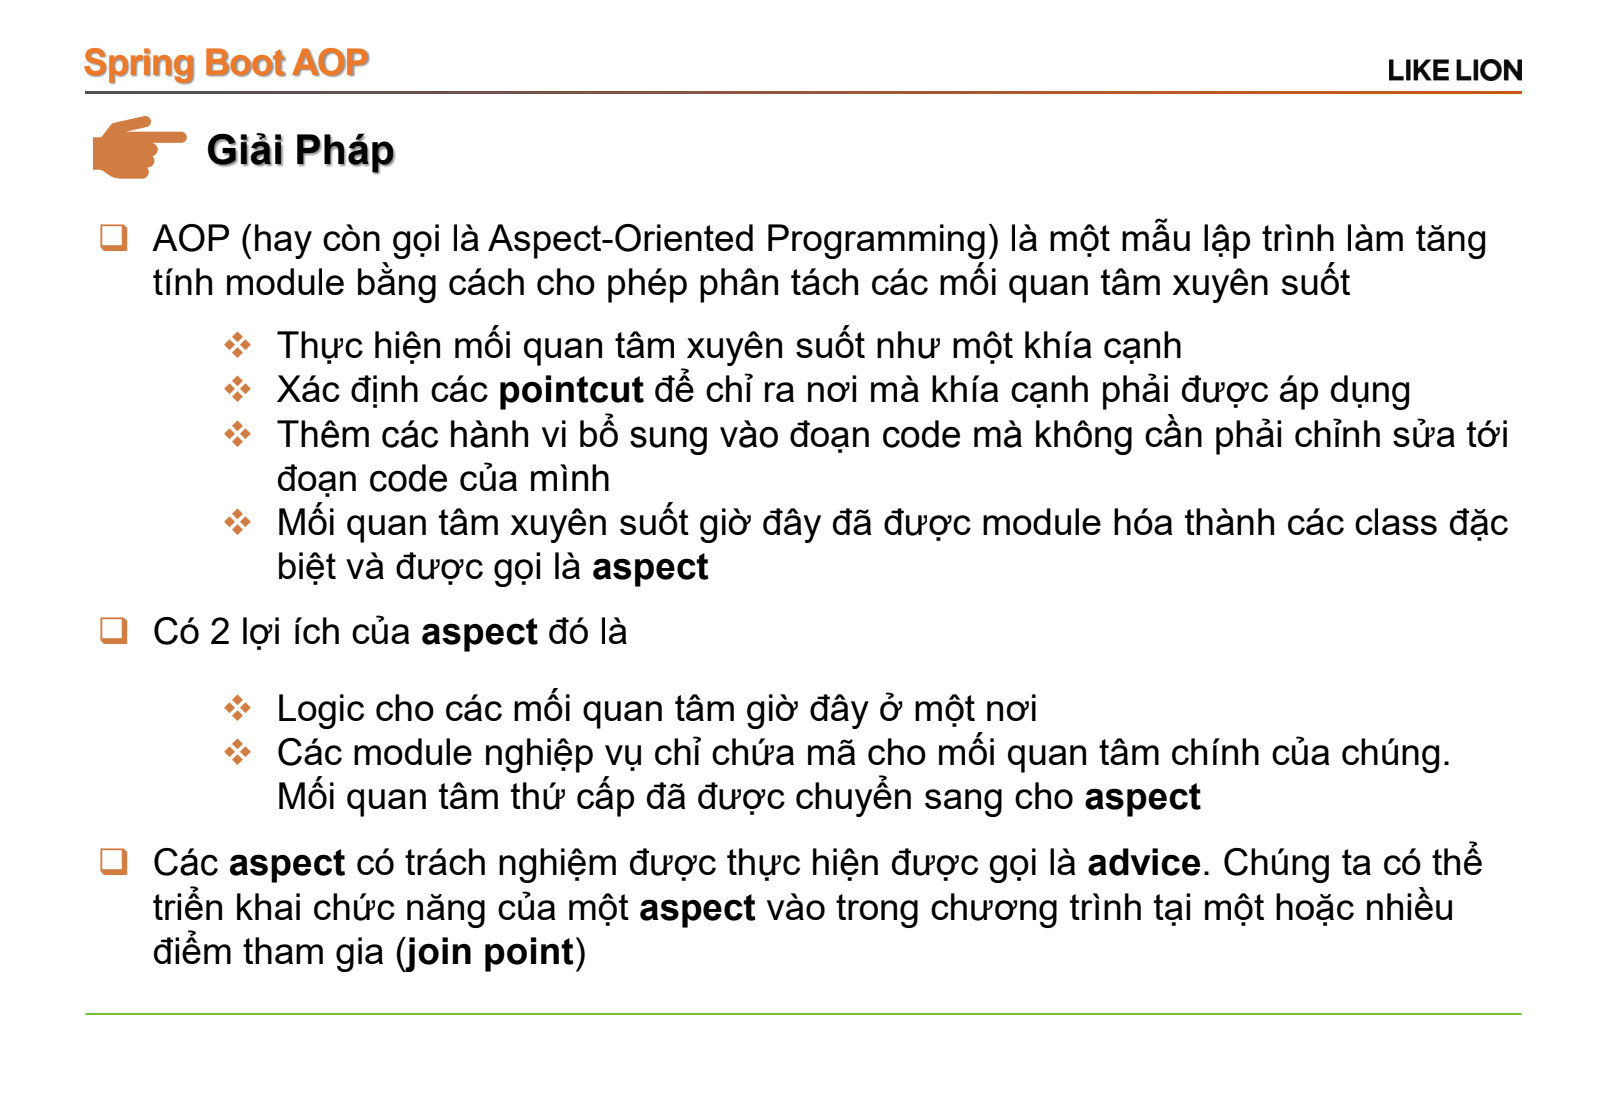 Spring Boot AOP
LIKE LION
Giải Pháp
AOP (hay còn gọi là Aspect-Oriented Programming) là một mẫu lập trình làm tăng
tính module bằng cách cho phép phân tách các mối quan tâm xuyên suốt
Thực hiện mối quan tâm xuyên suốt như một khía cạnh
Xác định các pointcut để chỉ ra nơi mà khía cạnh phải được áp dụng
Thêm các hành vi bổ sung vào đoạn code mà không cần phải chỉnh sửa tới
đoạn code của mình
Mối quan tâm xuyên suốt giờ đây đã được module hóa thành các class đặc
biệt và được gọi là aspect
Có 2 lợi ích của aspect đó là
Logic cho các mối quan tâm giờ đây ở một nơi
Các module nghiệp vụ chỉ chứa mã cho mối quan tâm chính của chúng.
Mối quan tâm thứ cấp đã được chuyển sang cho aspect
Các aspect có trách nghiệm được thực hiện được gọi là advice. Chúng ta có thể
triển khai chức năng của một aspect vào trong chương trình tại một hoặc nhiều
điểm tham gia (join point)